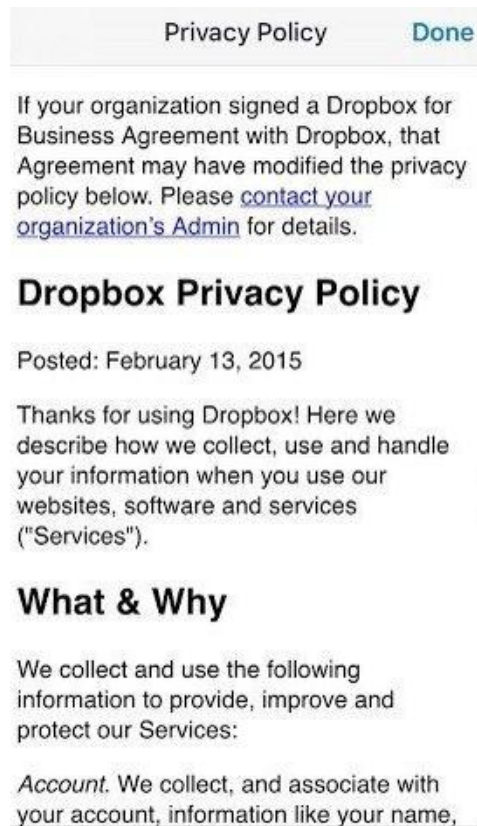 Privacy Policy Done
If your organization signed a Dropbox for
Business Agreement with Dropbox, that
Agreement may have modified the privacy
policy below. Please contact your
organization's Admin for details.
Dropbox Privacy Policy
Posted: February 13, 2015
Thanks for using Dropbox! Here we
describe how we collect, use and handle
your information when you use our
websites, software and services
("Services").
What & Why
We collect and use the following
information to provide, improve and
protect our Services:
Account. We collect, and associate with
your account, information like your name,